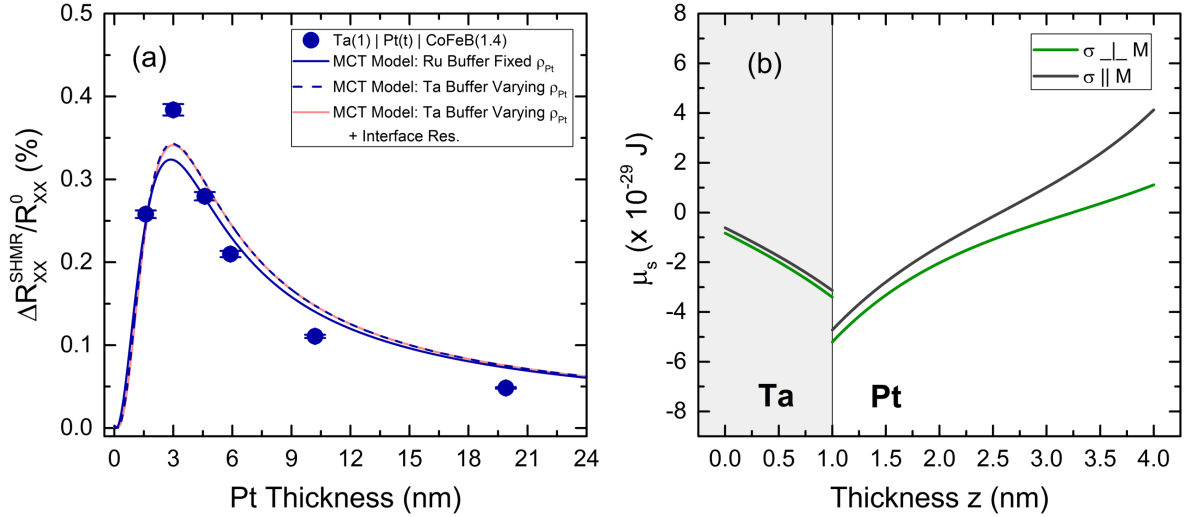 (a)
Ta(1) | Pt(t) | CoFeB(1.4)
MCT Model: Ru Buffer Fixed ρPt
MCT Model: Ta Buffer Varying ρPt
MCT Model: Ta Buffer Varying ρPt
+ Interface Res.
0.5
0.4
0.3
0.2
0.1
0.0
ΔRXX^SHMR/RXX^0 (%)
0 3 6 9 12 15 18 21 24
Pt Thickness (nm)
(b)
σ _|_ M
σ || M
8
6
4
2
0
-2
-4
-6
-8
μs (x 10^-29 J)
Ta
Pt
0.0 0.5 1.0 1.5 2.0 2.5 3.0 3.5 4.0
Thickness z (nm)